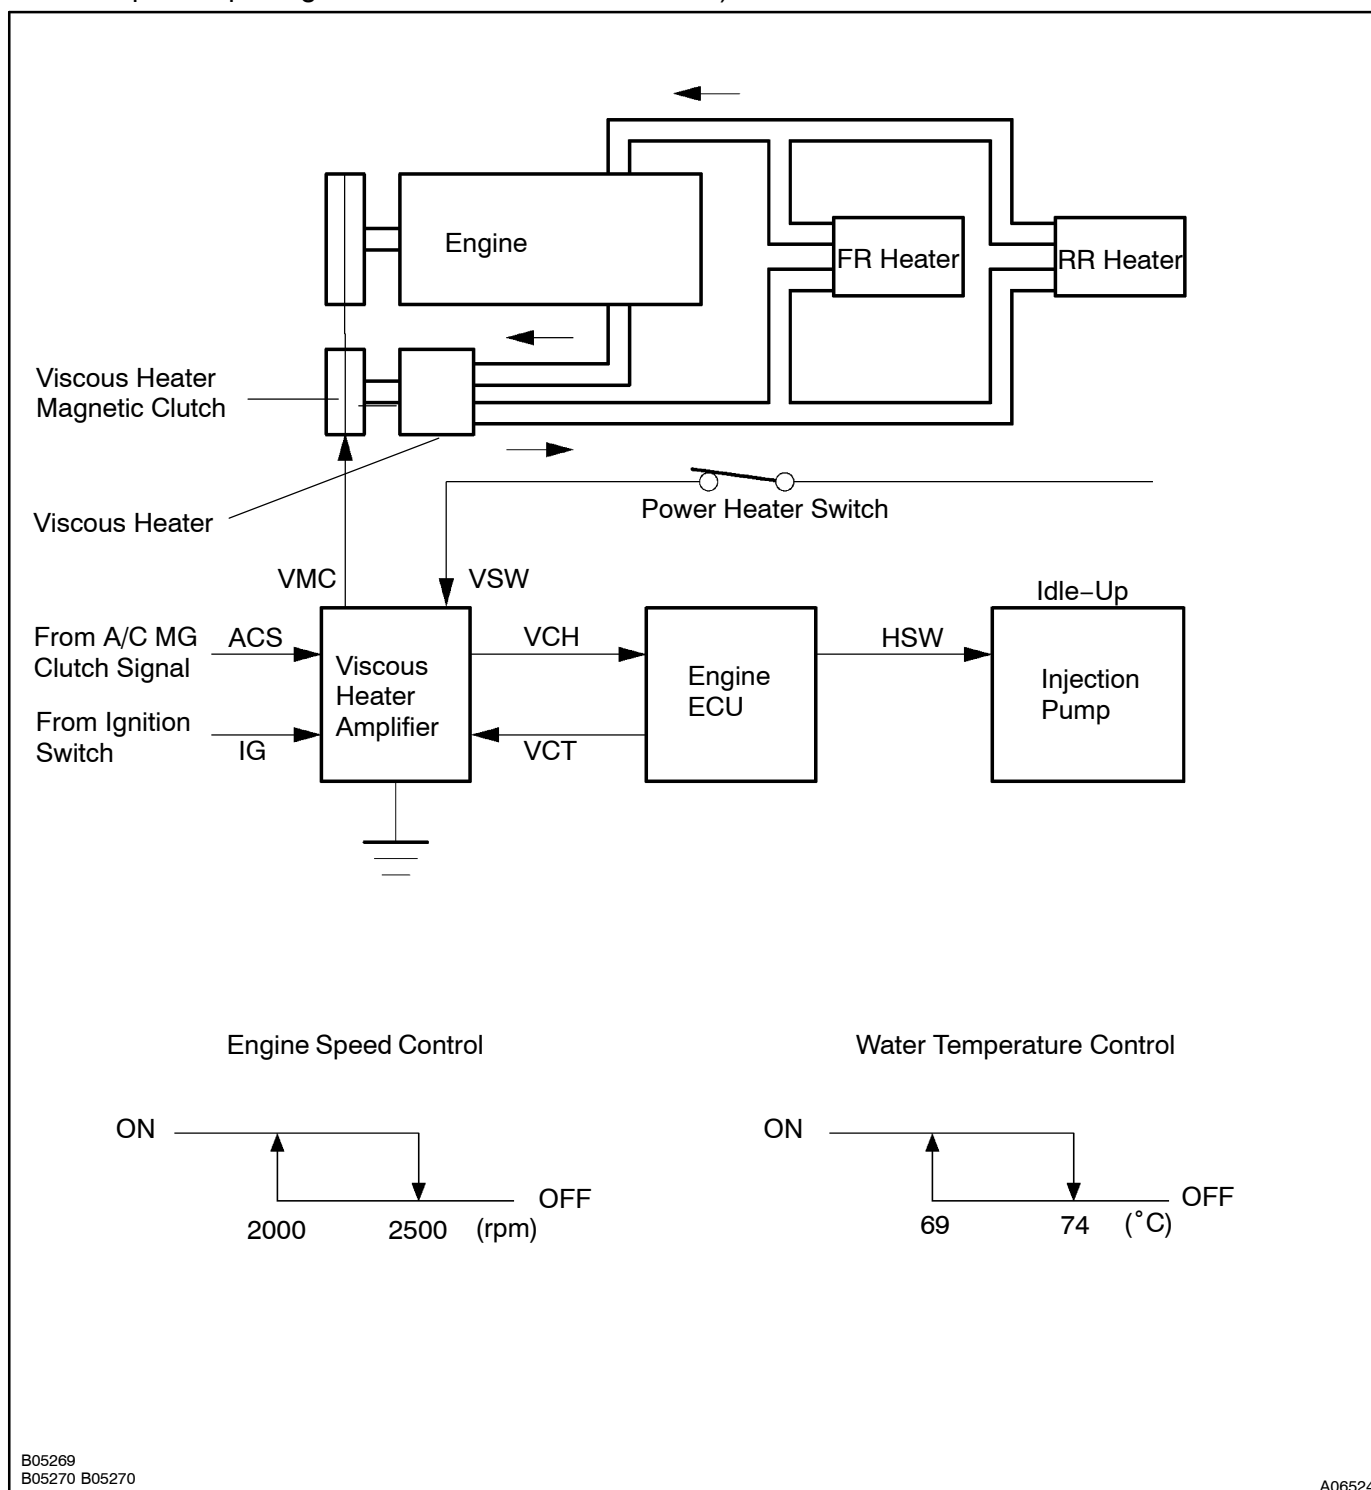 Engine
FR Heater
RR Heater
Viscous Heater
Magnetic Clutch
Viscous Heater
Power Heater Switch
VMC
VSW
Idle−Up
From A/C MG
Clutch Signal
ACS
Viscous
Heater
Amplifier
VCH
Engine
ECU
HSW
Injection
Pump
From Ignition
Switch
IG
VCT
Engine Speed Control
ON
OFF
2000
2500
(rpm)
Water Temperature Control
ON
OFF
69
74
(˚C)
B05269
B05270 B05270
A06524